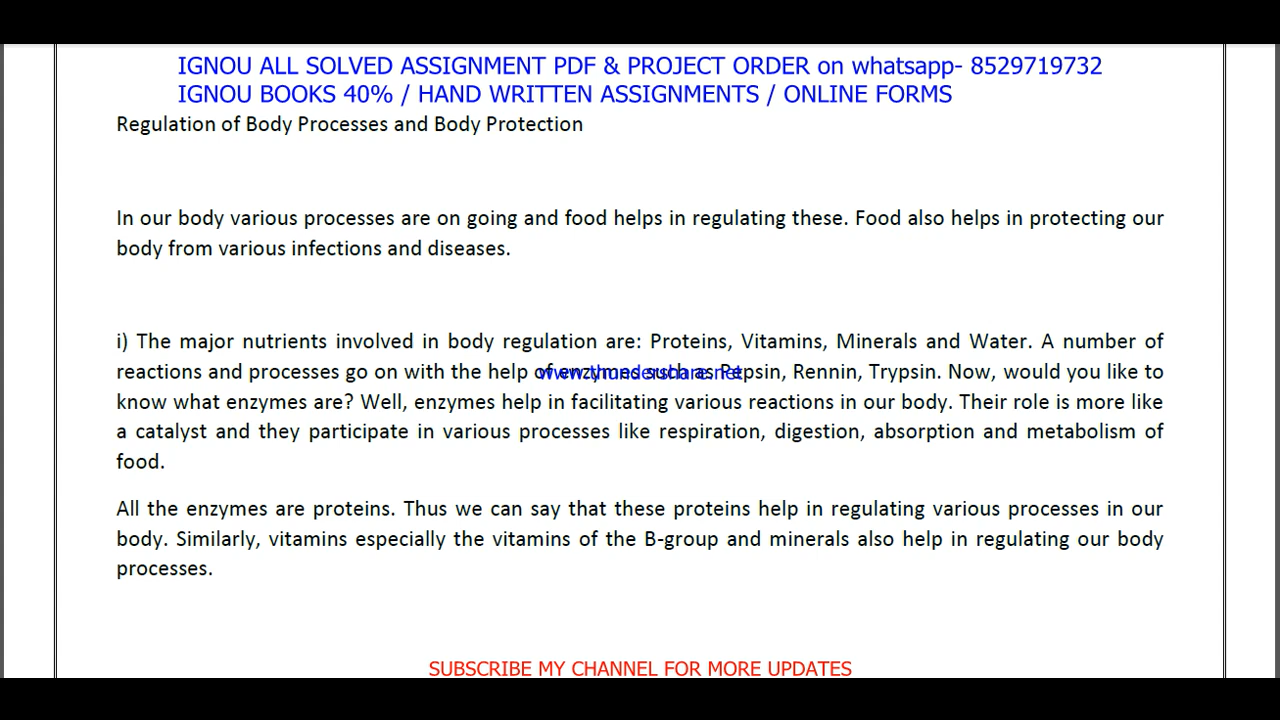 IGNOU ALL SOLVED ASSIGNMENT PDF & PROJECT ORDER on whatsapp- 8529719732
IGNOU BOOKS 40% / HAND WRITTEN ASSIGNMENTS / ONLINE FORMS
Regulation of Body Processes and Body Protection
In our body various processes are on going and food helps in regulating these. Food also helps in protecting our
body from various infections and diseases.
i) The major nutrients involved in body regulation are: Proteins, Vitamins, Minerals and Water. A number of
reactions and processes go on with the help of enzymes such as Pepsin, Rennin, Trypsin. Now, would you like to
www.thundershare.net
know what enzymes are? Well, enzymes help in facilitating various reactions in our body. Their role is more like
a catalyst and they participate in various processes like respiration, digestion, absorption and metabolism of
food.
All the enzymes are proteins. Thus we can say that these proteins help in regulating various processes in our
body. Similarly, vitamins especially the vitamins of the B-group and minerals also help in regulating our body
processes.
SUBSCRIBE MY CHANNEL FOR MORE UPDATES